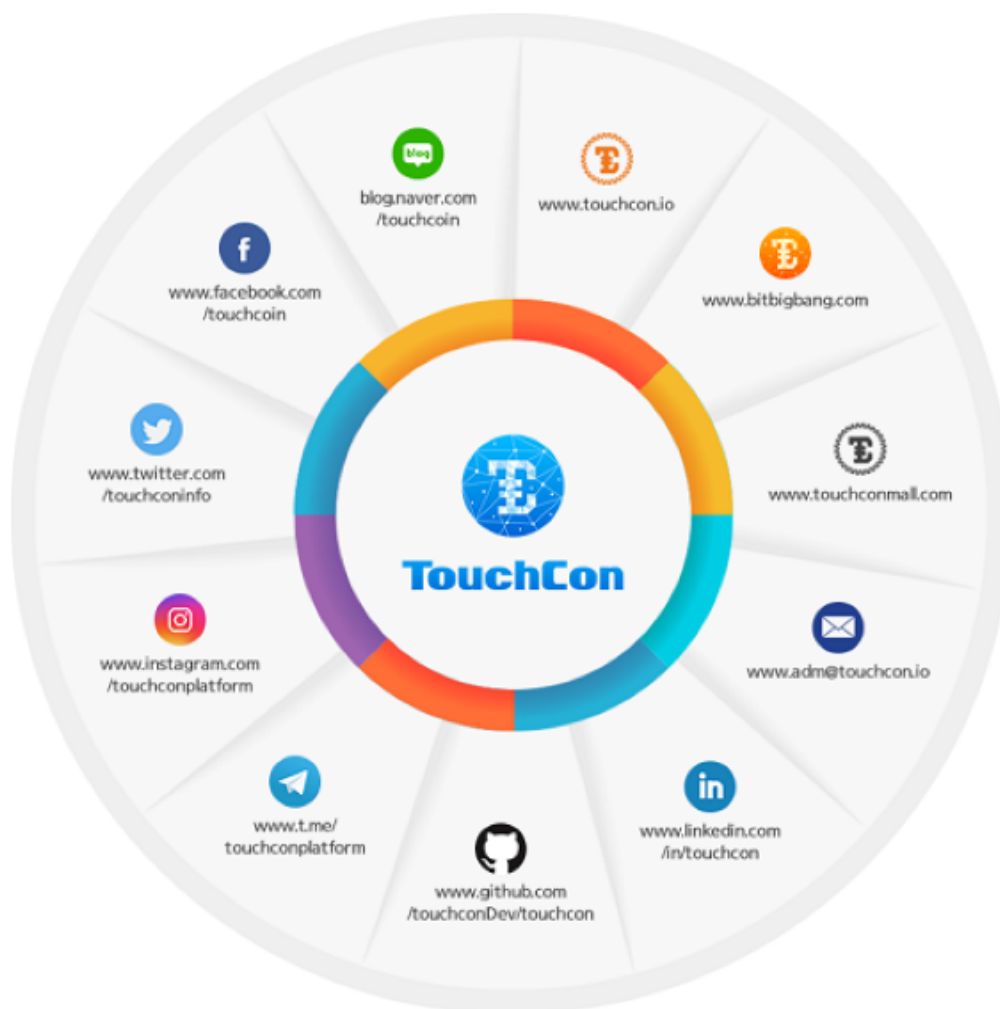 blog
blog.naver.com
/touchcoin
www.touchcon.io
www.bitbigbang.com
www.touchconmall.com
www.adm@touchcon.io
www.linkedin.com
/in/touchcon
www.github.com
/touchconDev/touchcon
www.t.me/
touchconplatform
www.instagram.com
/touchconplatform
www.twitter.com
/touchconinfo
www.facebook.com
/touchcoin
f
in
TouchCon